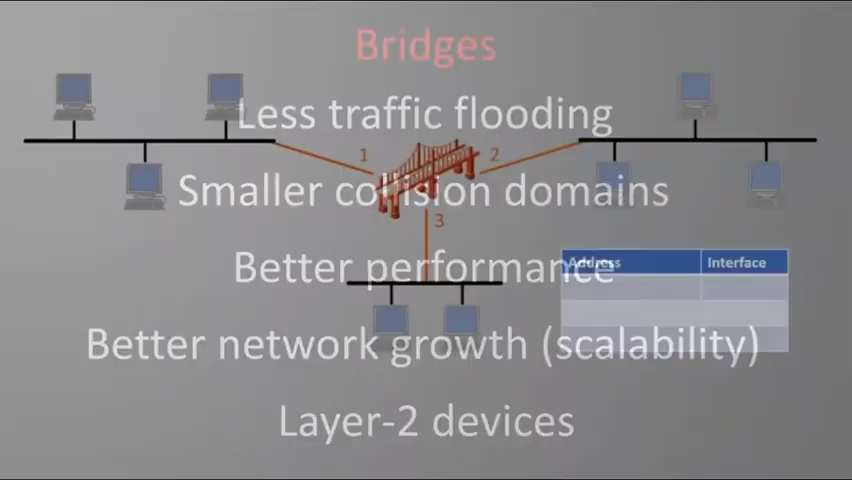 Bridges
Less traffic flooding
1
2
Smaller collision domains
3
Better performance
Address Interface
Better network growth (scalability)
Layer-2 devices